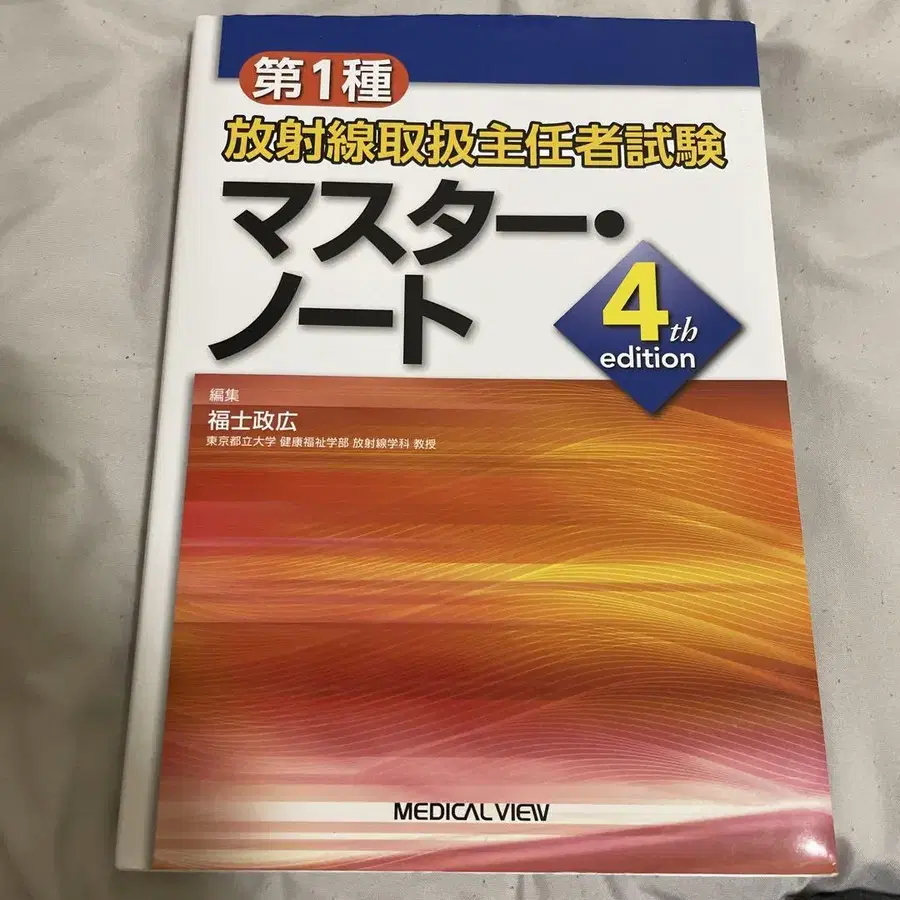 第1種
放射線取扱主任者試験
マスター・
ノート
4th
edition
編集
福士政広
東京都立大学 健康福祉学部 放射線学科 教授
MEDICAL VIEW